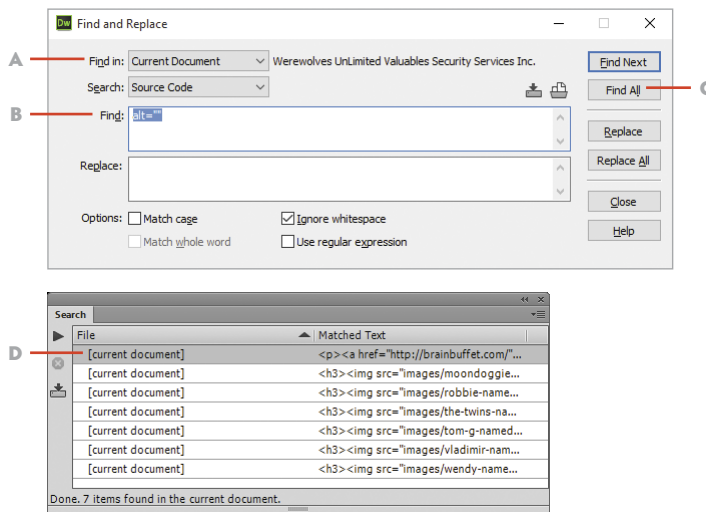 Dw Find and Replace
A Find in: Current Document Werewolves UnLimited Valuables Security Services Inc. Find Next
Search: Source Code Find All C
B Find: alt=""
Replace
Replace: Replace All
Close
Options: Match case Ignore whitespace
Help
Match whole word Use regular expression
Search
File Matched Text
D [current document] <p><a href="http://brainbuffet.com/"...
[current document] <h3><img src="images/moondoggie...
[current document] <h3><img src="images/robbie-name...
[current document] <h3><img src="images/the-twins-na...
[current document] <h3><img src="images/tom-g-named...
[current document] <h3><img src="images/vladimir-nam...
[current document] <h3><img src="images/wendy-name...
Done. 7 items found in the current document.